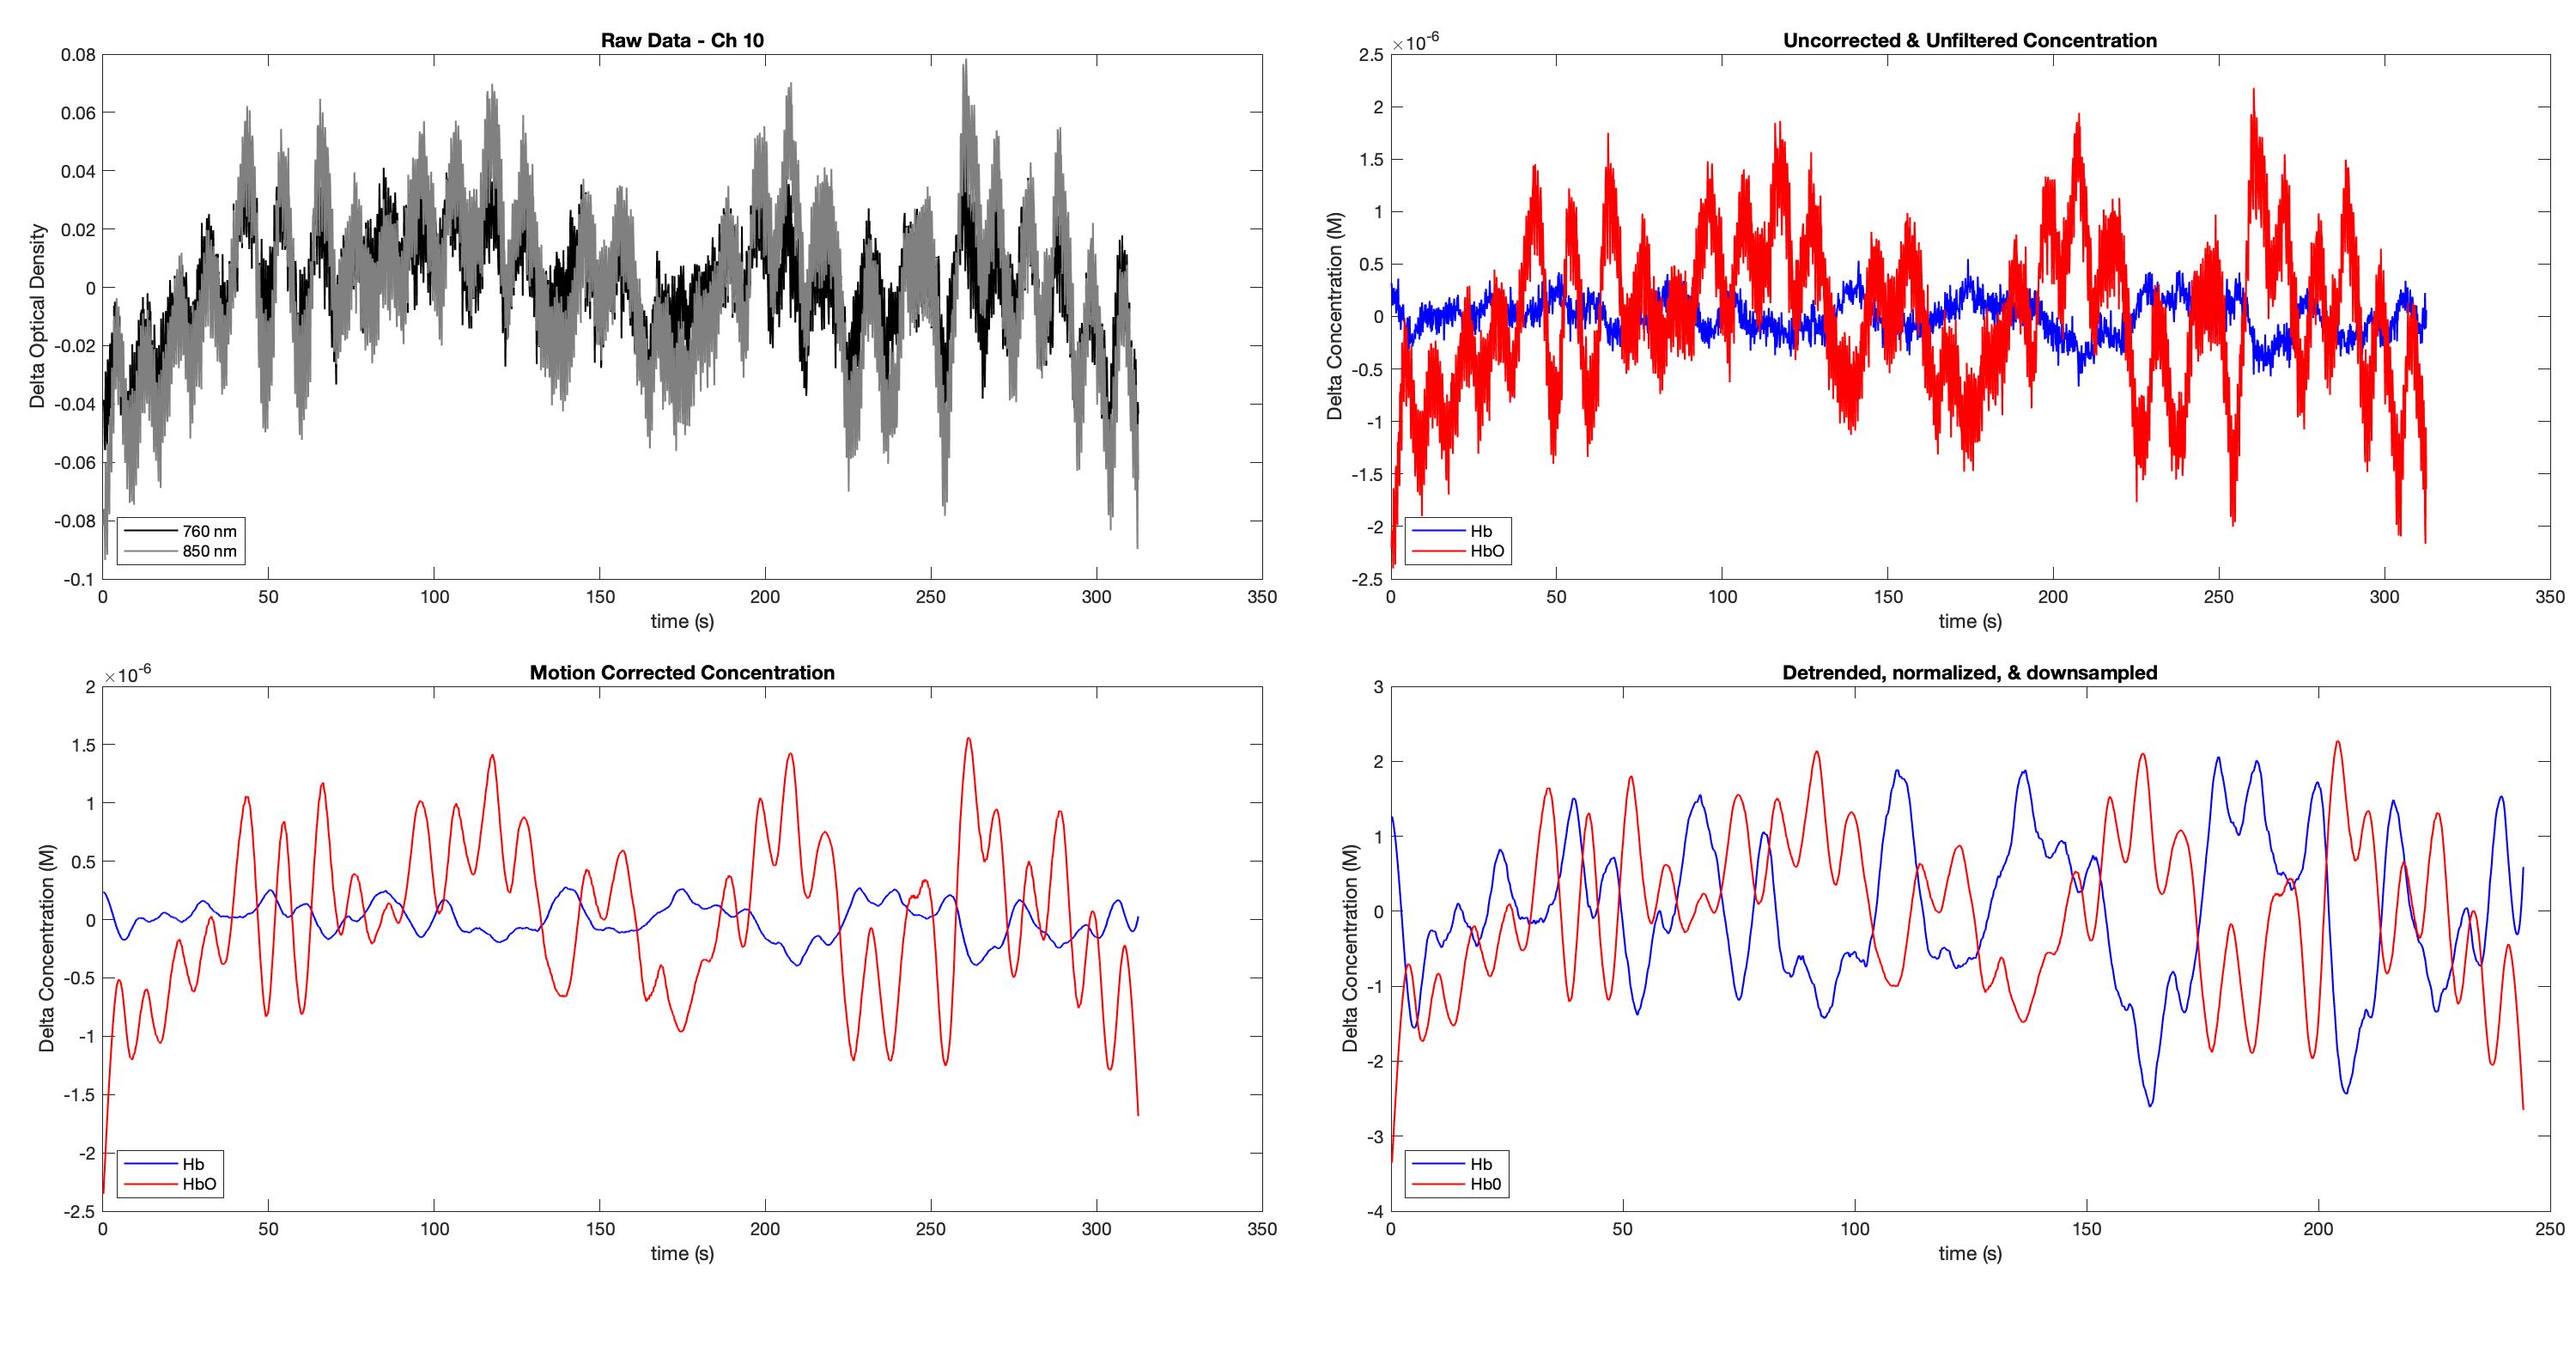 Raw Data - Ch 10
0.08
0.06
0.04
0.02
0
-0.02
-0.04
-0.06
-0.08
-0.1
Delta Optical Density
760 nm
850 nm
0 50 100 150 200 250 300 350
time (s)
Uncorrected & Unfiltered Concentration
×10-6
2.5
2
1.5
1
0.5
0
-0.5
-1
-1.5
-2
-2.5
Delta Concentration (M)
Hb
HbO
0 50 100 150 200 250 300 350
time (s)
Motion Corrected Concentration
×10-6
2
1.5
1
0.5
0
-0.5
-1
-1.5
-2
-2.5
Delta Concentration (M)
Hb
HbO
0 50 100 150 200 250 300 350
time (s)
Detrended, normalized, & downsampled
3
2
1
0
-1
-2
-3
-4
Delta Concentration (M)
Hb
Hb0
0 50 100 150 200 250
time (s)